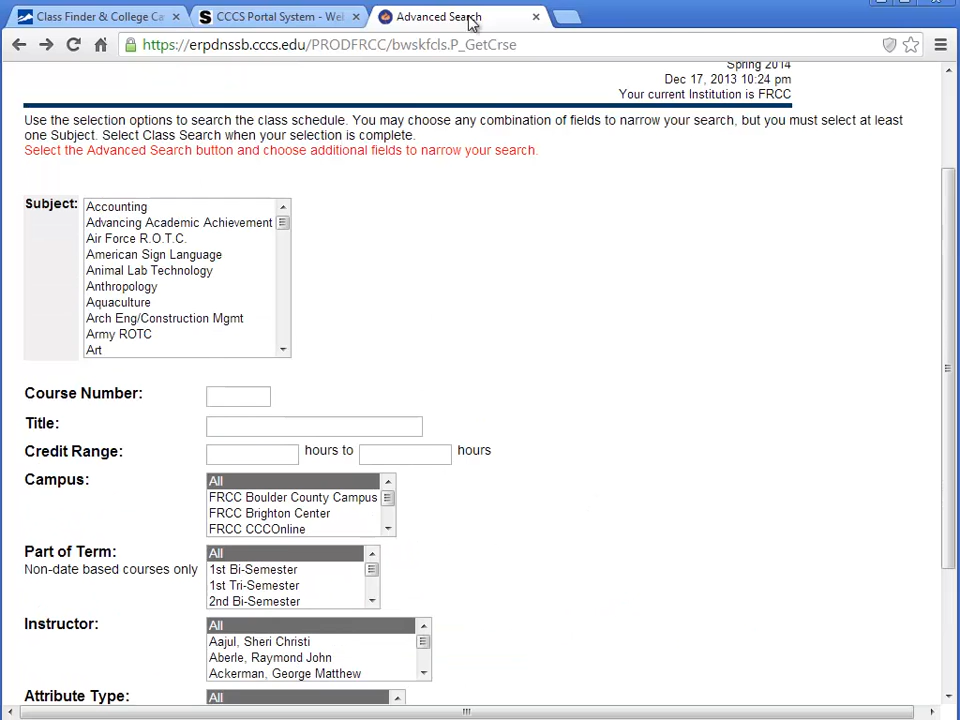 Class Finder & College Ca
CCCS Portal System - Wei
Advanced Search
https://erpdnssb.cccs.edu/PRODFRCC/bwskfcls.P_GetCrse
Spring 2014
Dec 17, 2013 10:24 pm
Your current Institution is FRCC
Use the selection options to search the class schedule. You may choose any combination of fields to narrow your search, but you must select at least
one Subject. Select Class Search when your selection is complete.
Select the Advanced Search button and choose additional fields to narrow your search.
Subject:
Accounting
Advancing Academic Achievement
Air Force R.O.T.C.
American Sign Language
Animal Lab Technology
Anthropology
Aquaculture
Arch Eng/Construction Mgmt
Army ROTC
Art
Course Number:
Title:
Credit Range: hours to hours
Campus:
All
FRCC Boulder County Campus
FRCC Brighton Center
FRCC CCCOnline
Part of Term:
Non-date based courses only
All
1st Bi-Semester
1st Tri-Semester
2nd Bi-Semester
Instructor:
All
Aajul, Sheri Christi
Aberle, Raymond John
Ackerman, George Matthew
Attribute Type:
All